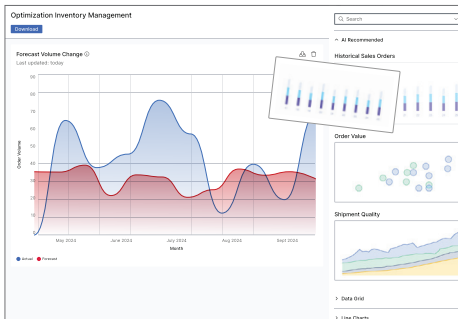 Optimization Inventory Management
Download
Forecast Volume Change
Last updated: today
90
80
70
60
50
40
30
20
10
Order Volume
May 2024
June 2024
July 2024
Aug 2024
Sept 2024
Month
Actual
Forecast
Search
AI Recommended
Historical Sales Orders
Order Value
Shipment Quality
Data Grid
Line Charts